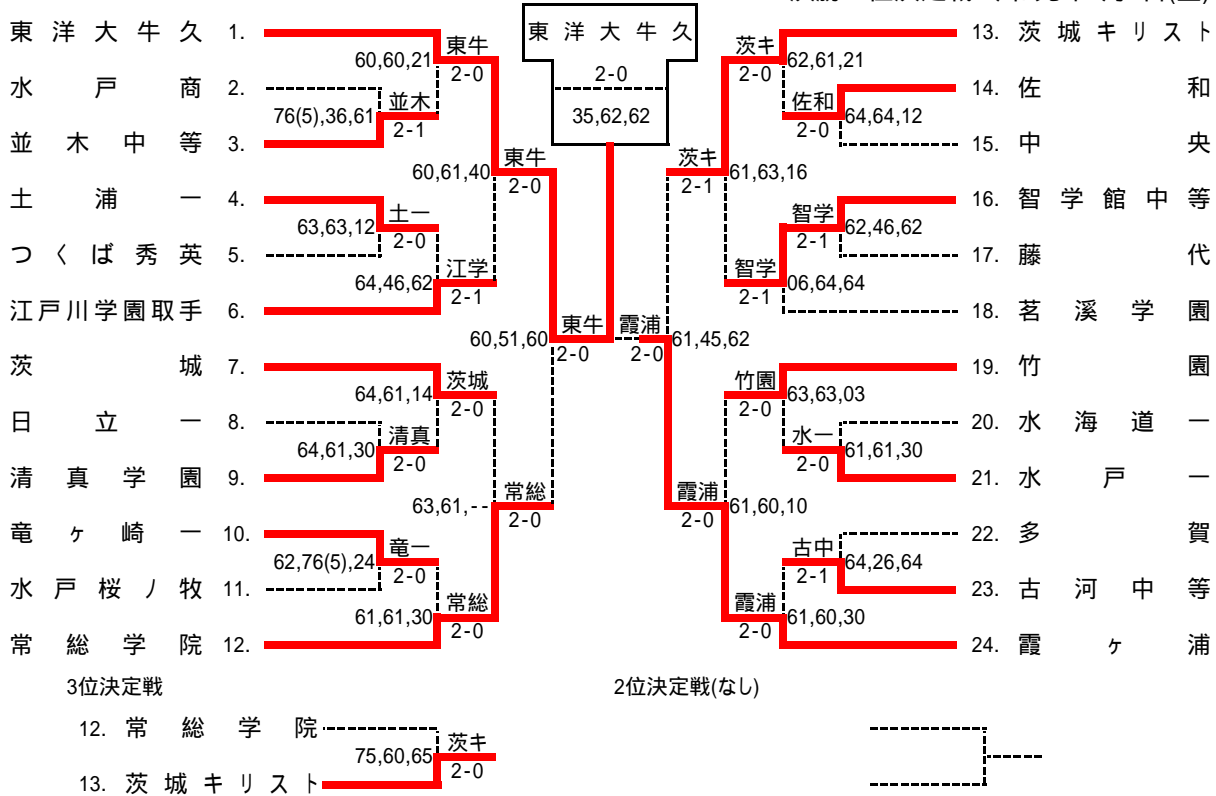 東洋大牛久
2-0
35,62,62
東洋大牛久 1.
水戸商 2.
並木中等 3.
土浦一 4.
つくば秀英 5.
江戸川学園取手 6.
茨城 7.
日立一 8.
清真学園 9.
竜ヶ崎一 10.
水戸桜ノ牧 11.
常総学院 12.
60,60,21
東牛
2-0
76(5),36,61
並木
2-1
60,61,40
東牛
2-0
63,63,12
土一
2-0
64,46,62
江学
2-1
60,51,60
東牛
2-0
64,61,14
茨城
2-0
64,61,30
清真
2-0
63,61,--
常総
2-0
62,76(5),24
竜一
2-0
61,61,30
常総
2-0
13. 茨城キリスト
14. 佐和
15. 中央
16. 智学館中等
17. 藤代
18. 茗溪学園
19. 竹園
20. 水海道一
21. 水戸一
22. 多賀
23. 古河中等
24. 霞ヶ浦
茨キ
2-0
62,61,21
佐和
2-0
64,64,12
茨キ
2-1
61,63,16
智学
2-1
62,46,62
智学
2-1
06,64,64
霞浦
2-0
61,45,62
竹園
2-0
63,63,03
水一
2-0
61,61,30
霞浦
2-0
61,60,10
古中
2-1
64,26,64
霞浦
2-0
61,60,30
3位決定戦
12. 常総学院
13. 茨城キリスト
75,60,65
茨キ
2-0
2位決定戦(なし)